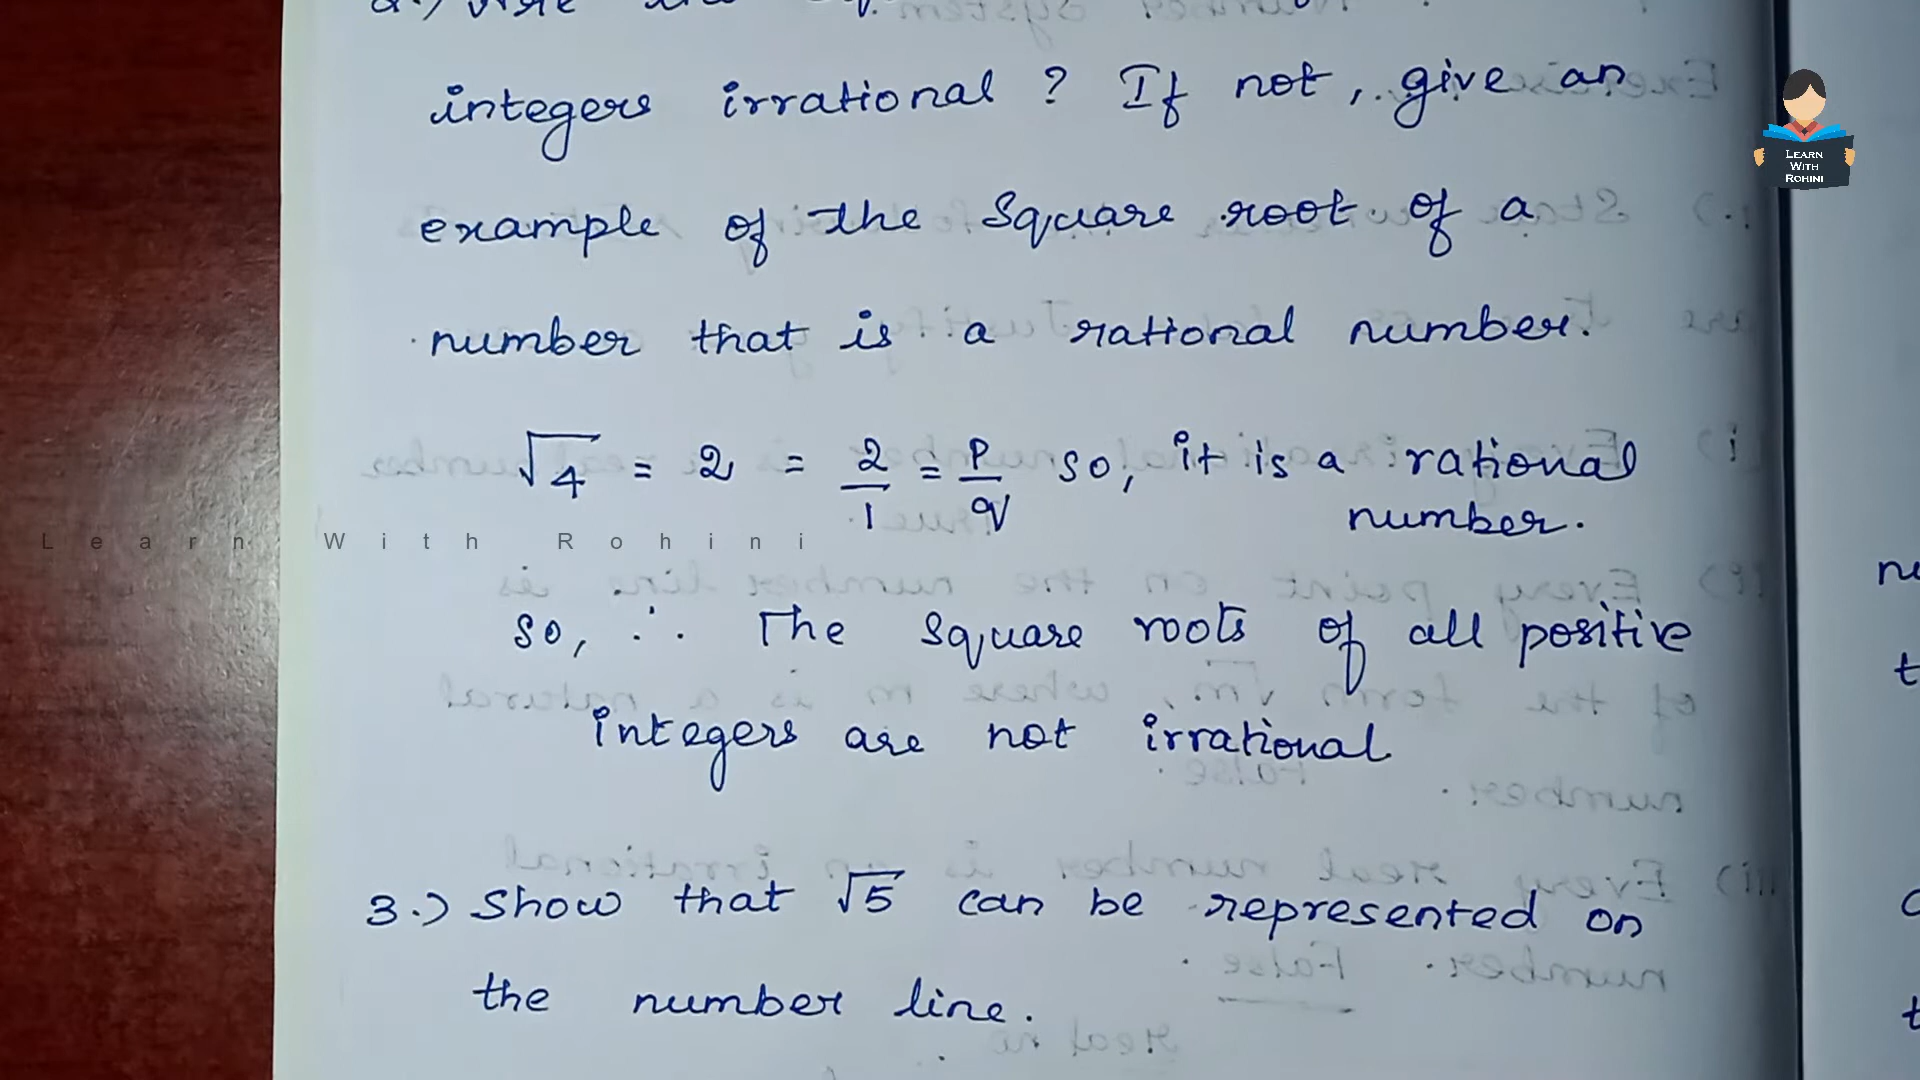 integers irrational ? If not, give an
example of the square root of a
number that is a rational number.
√4 = 2 = 2/1 = p/q so, it is a rational
number.
so, ∴ The square roots of all positive
integers are not irrational
3.) Show that √5 can be represented on
the number line.
LEARN
WITH
ROHINI
Learn With Rohini